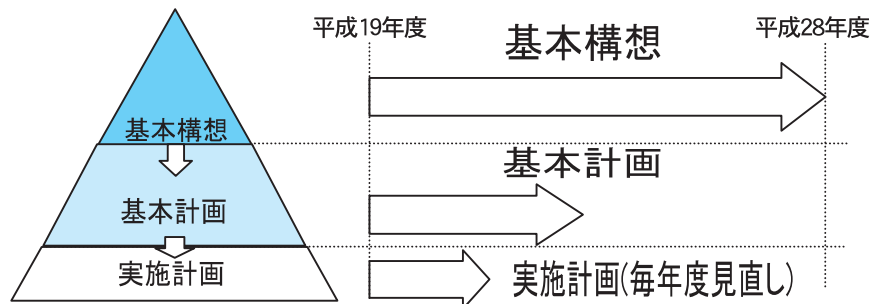 平成19年度
平成28年度
基本構想
基本構想
基本計画
基本計画
実施計画
実施計画(毎年度見直し)